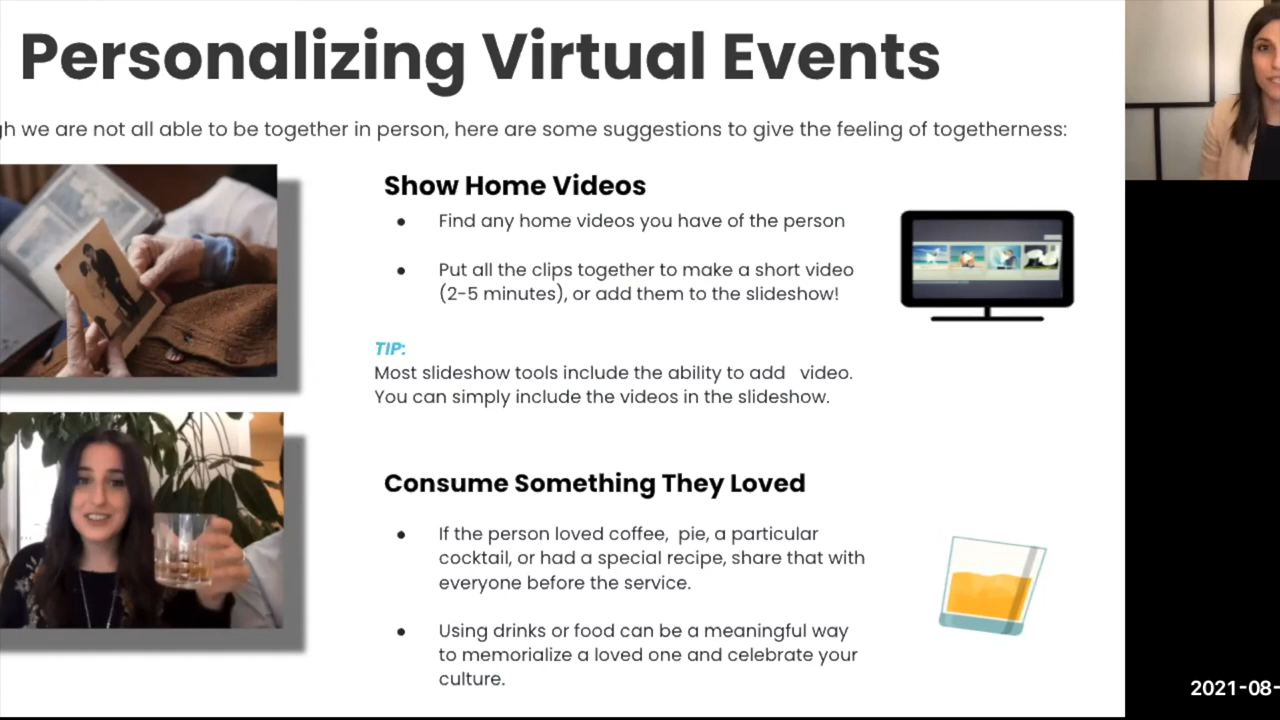 Personalizing Virtual Events
we are not all able to be together in person, here are some suggestions to give the feeling of togetherness:
Show Home Videos
● Find any home videos you have of the person
● Put all the clips together to make a short video
(2-5 minutes), or add them to the slideshow!
TIP:
Most slideshow tools include the ability to add video.
You can simply include the videos in the slideshow.
Consume Something They Loved
● If the person loved coffee, pie, a particular
cocktail, or had a special recipe, share that with
everyone before the service.
● Using drinks or food can be a meaningful way
to memorialize a loved one and celebrate your
culture.
2021-08-